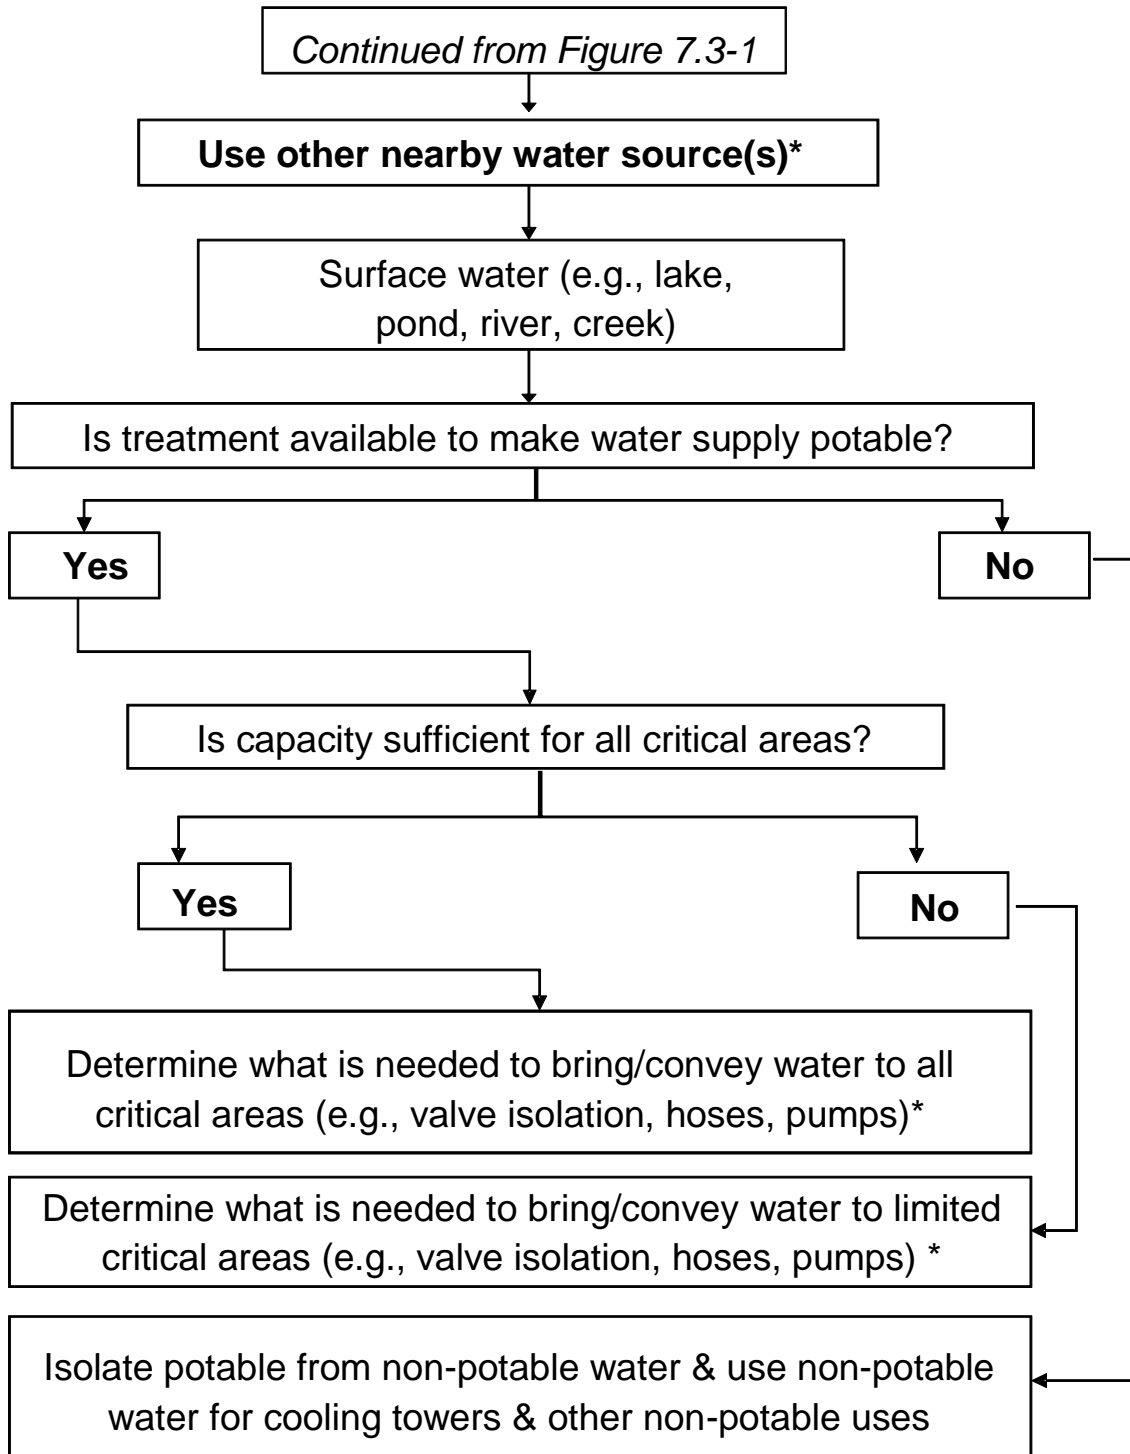 Continued from Figure 7.3-1
Use other nearby water source(s)*
Surface water (e.g., lake,
pond, river, creek)
Is treatment available to make water supply potable?
Yes
No
Is capacity sufficient for all critical areas?
Yes
No
Determine what is needed to bring/convey water to all
critical areas (e.g., valve isolation, hoses, pumps)*
Determine what is needed to bring/convey water to limited
critical areas (e.g., valve isolation, hoses, pumps) *
Isolate potable from non-potable water & use non-potable
water for cooling towers & other non-potable uses